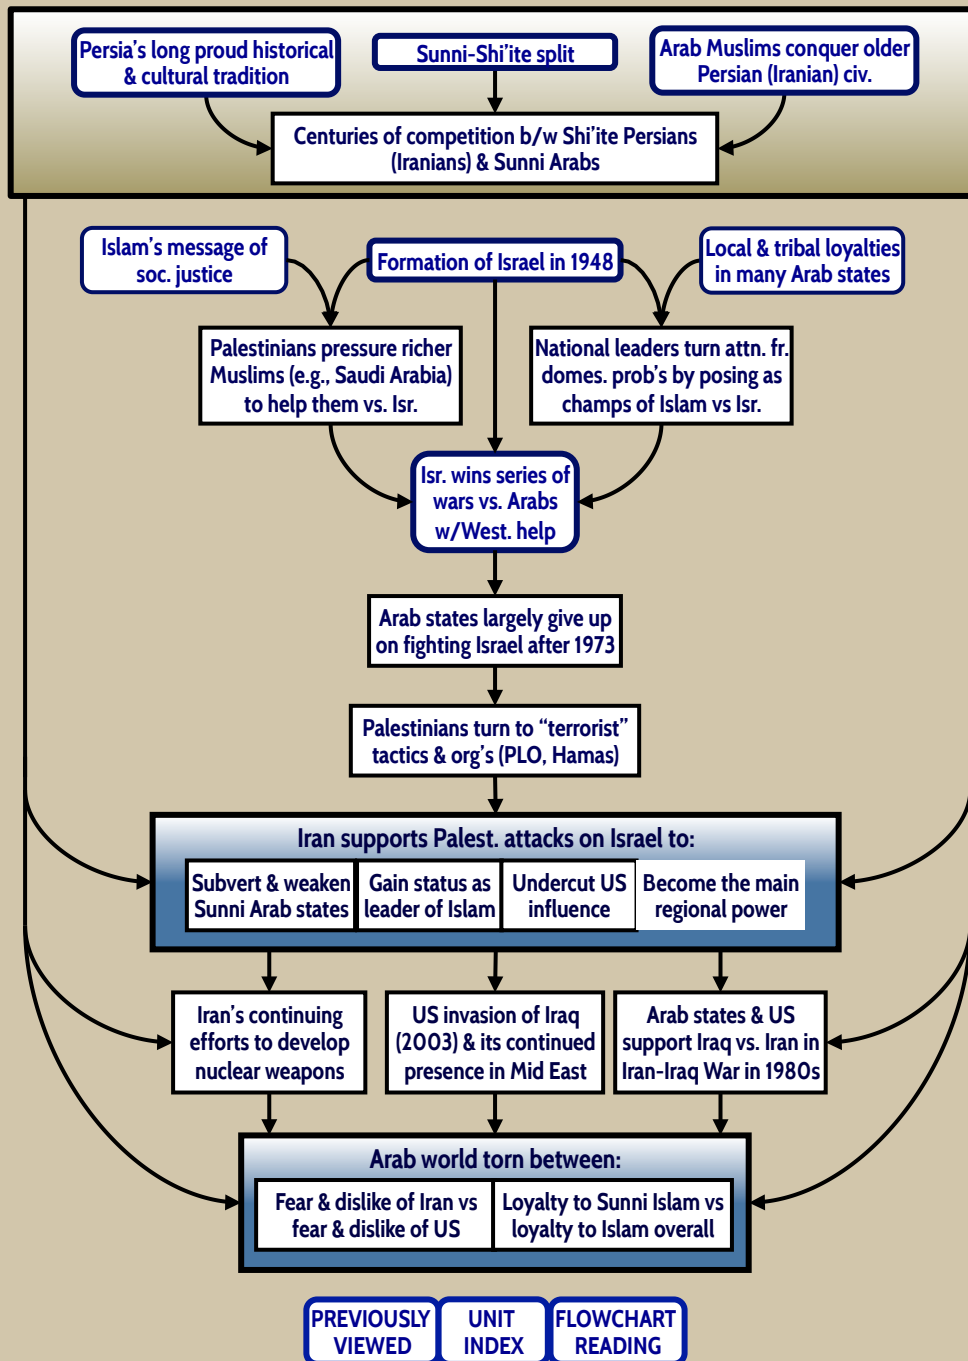 Persia's long proud historical
& cultural tradition
Sunni-Shi'ite split
Arab Muslims conquer older
Persian (Iranian) civ.
Centuries of competition b/w Shi'ite Persians
(Iranians) & Sunni Arabs
Islam's message of
soc. justice
Formation of Israel in 1948
Local & tribal loyalties
in many Arab states
Palestinians pressure richer
Muslims (e.g., Saudi Arabia)
to help them vs. Isr.
National leaders turn attn. fr.
domes. prob's by posing as
champs of Islam vs Isr.
Isr. wins series of
wars vs. Arabs
w/West. help
Arab states largely give up
on fighting Israel after 1973
Palestinians turn to “terrorist”
tactics & org's (PLO, Hamas)
Iran supports Palest. attacks on Israel to:
Subvert & weaken
Sunni Arab states
Gain status as
leader of Islam
Undercut US
influence
Become the main
regional power
Iran's continuing
efforts to develop
nuclear weapons
US invasion of Iraq
(2003) & its continued
presence in Mid East
Arab states & US
support Iraq vs. Iran in
Iran-Iraq War in 1980s
Arab world torn between:
Fear & dislike of Iran vs
fear & dislike of US
Loyalty to Sunni Islam vs
loyalty to Islam overall
PREVIOUSLY
VIEWED
UNIT
INDEX
FLOWCHART
READING